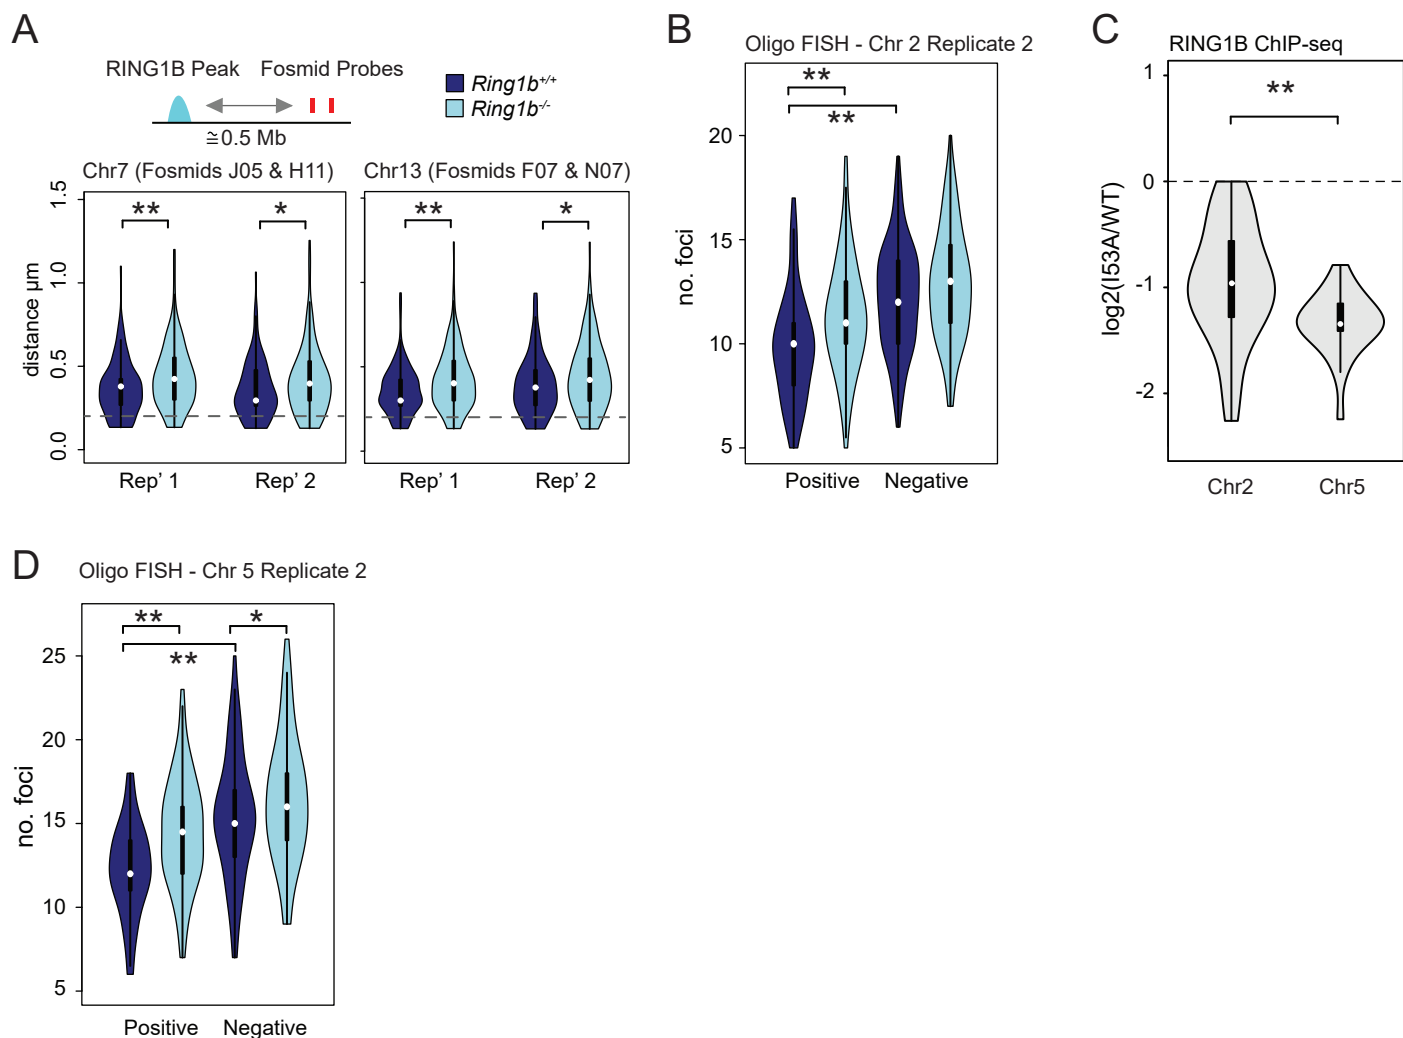 A
RING1B Peak Fosmid Probes
≅0.5 Mb
Ring1b+/+
Ring1b-/-
Chr7 (Fosmids J05 & H11)
Chr13 (Fosmids F07 & N07)
distance µm
1.5
1.0
0.5
0.0
** * ** *
Rep’ 1 Rep’ 2 Rep’ 1 Rep’ 2
B
Oligo FISH - Chr 2 Replicate 2
no. foci
20
15
10
5
**
**
Positive Negative
C
RING1B ChIP-seq
log2(I53A/WT)
1
0
-1
-2
**
Chr2 Chr5
D
Oligo FISH - Chr 5 Replicate 2
no. foci
25
20
15
10
5
** *
**
Positive Negative